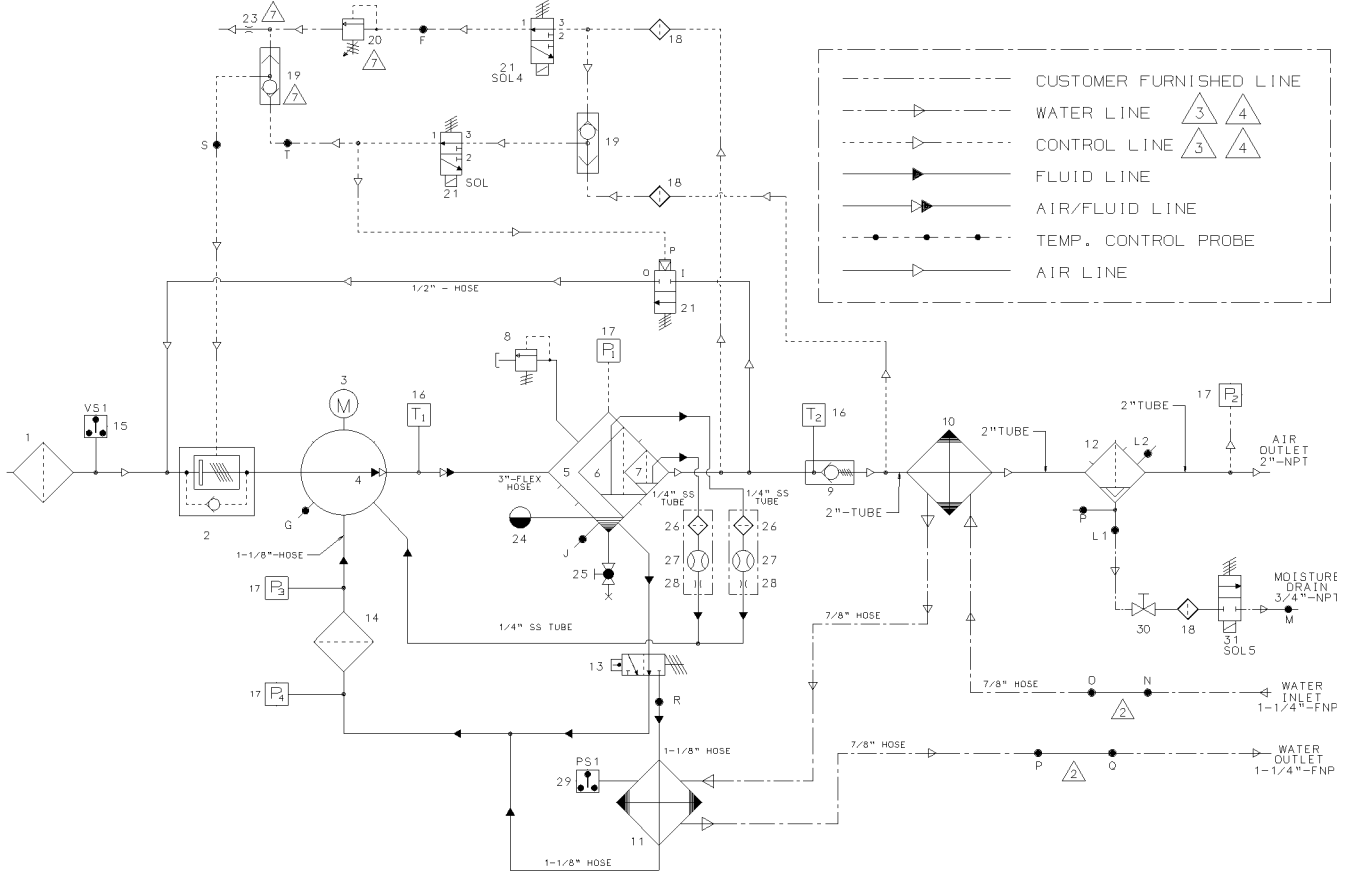 23
7
20
7
F
1
3
2
21
SOL4
18
19
7
S
T
1
3
2
21
SOL
19
18
CUSTOMER FURNISHED LINE
WATER LINE 3 4
CONTROL LINE 3 4
FLUID LINE
AIR/FLUID LINE
TEMP. CONTROL PROBE
AIR LINE
P
O
I
21
1/2" - HOSE
8
17
P1
3
M
16
T1
VS1
15
1
2
4
G
5
6
7
3"-FLEX
HOSE
1/4" SS
TUBE
1/4" SS
TUBE
T2
16
9
2"-TUBE
10
2"TUBE
12
L2
2"TUBE
17
P2
AIR
OUTLET
2"-NPT
24
J
25
26
26
27
27
28
28
P
L1
1-1/8"-HOSE
17
P3
14
1/4" SS TUBE
7/8" HOSE
30
18
31
SOL5
MOISTURE
DRAIN
3/4"-NPT
M
13
17
P4
R
7/8" HOSE
O
N
2
WATER
INLET
1-1/4"-FNP
1-1/8" HOSE
7/8" HOSE
P
Q
2
WATER
OUTLET
1-1/4"-FNP
PS1
29
11
1-1/8" HOSE